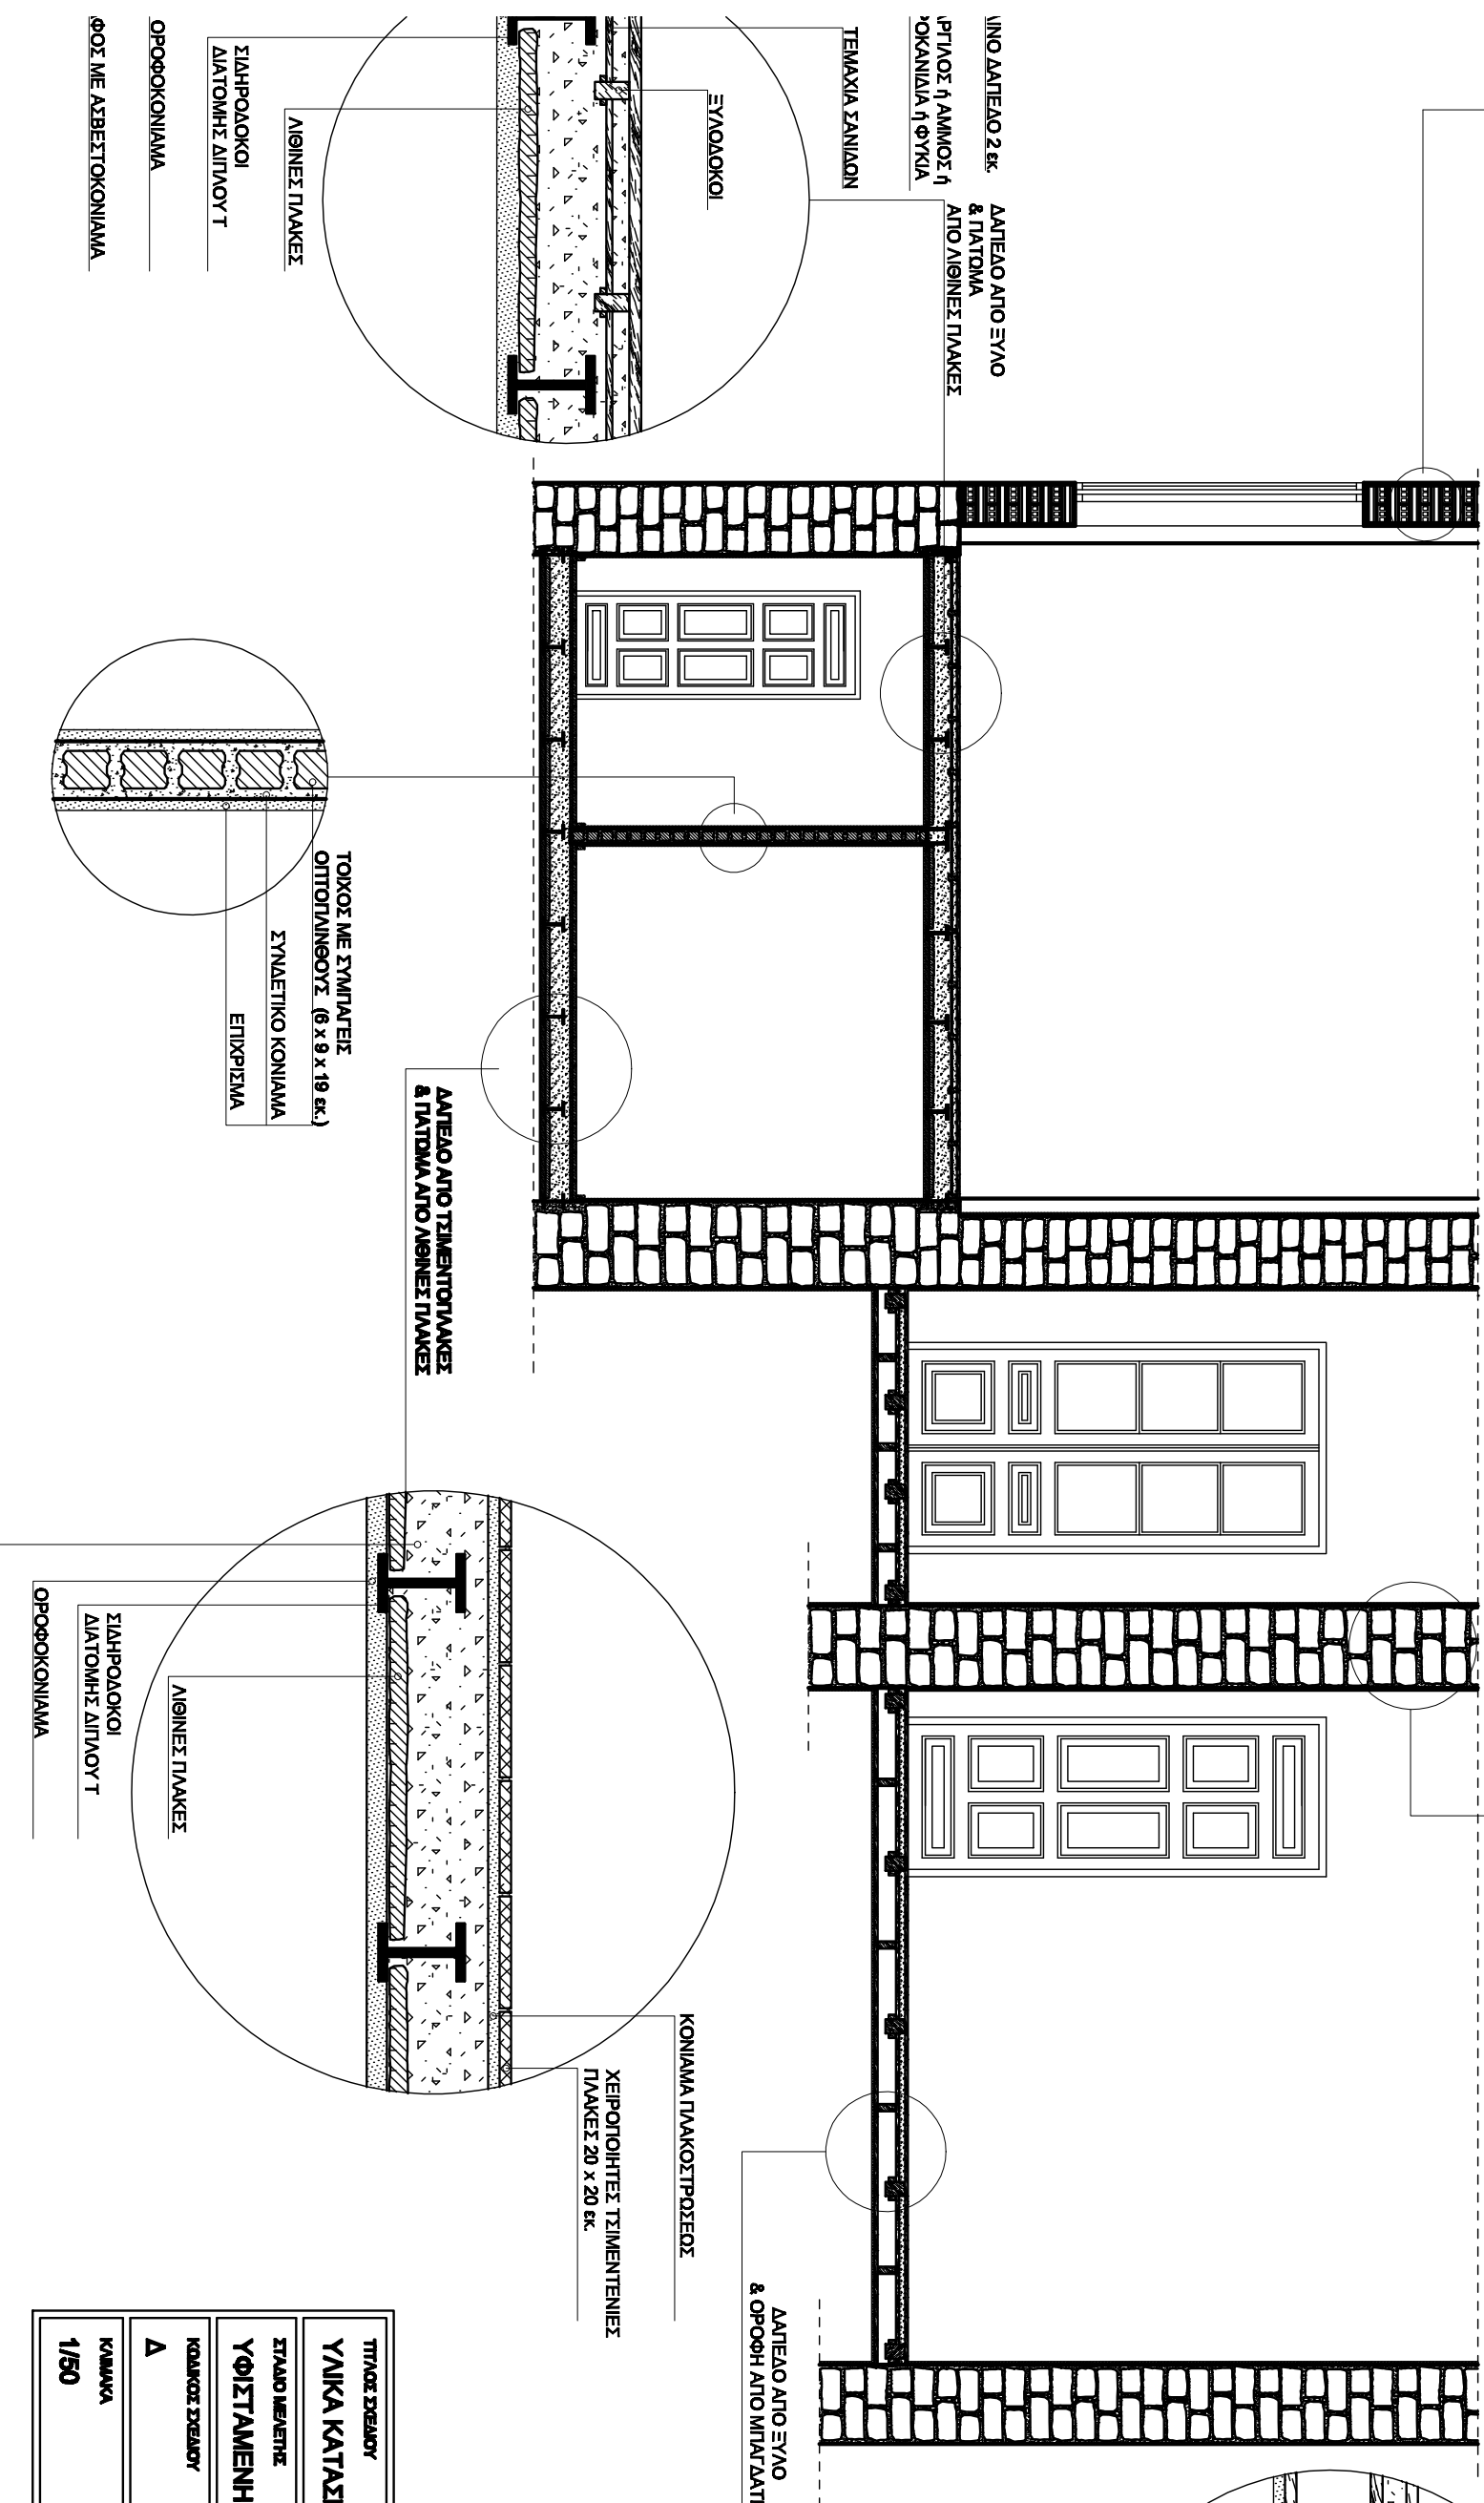 ΙΝΟ ΔΑΠΕΔΟ 2 εκ.
ΑΡΓΙΛΟΣ ή ΑΜΜΟΣ ή
ΡΟΚΑΝΙΔΙΑ ή ΦΥΚΙΑ
ΤΕΜΑΧΙΑ ΣΑΝΙΔΩΝ
ΞΥΛΟΔΟΚΟΙ
ΛΙΘΙΝΕΣ ΠΛΑΚΕΣ
ΣΙΔΗΡΟΔΟΚΟΙ
ΔΙΑΤΟΜΗΣ ΔΙΠΛΟΥ Τ
ΟΡΟΦΟΚΟΝΙΑΜΑ
ΦΟΣ ΜΕ ΑΣΒΕΣΤΟΚΟΝΙΑΜΑ
ΔΑΠΕΔΟ ΑΠΟ ΞΥΛΟ
& ΠΑΤΩΜΑ
ΑΠΟ ΛΙΘΙΝΕΣ ΠΛΑΚΕΣ
ΤΟΙΧΟΣ ΜΕ ΣΥΜΠΑΓΕΙΣ
ΟΠΤΟΠΛΙΝΘΟΥΣ (6 x 9 x 19 εκ.)
ΣΥΝΔΕΤΙΚΟ ΚΟΝΙΑΜΑ
ΕΠΙΧΡΙΣΜΑ
ΔΑΠΕΔΟ ΑΠΟ ΤΣΙΜΕΝΤΟΠΛΑΚΕΣ
& ΠΑΤΩΜΑ ΑΠΟ ΛΙΘΙΝΕΣ ΠΛΑΚΕΣ
ΛΙΘΙΝΕΣ ΠΛΑΚΕΣ
ΣΙΔΗΡΟΔΟΚΟΙ
ΔΙΑΤΟΜΗΣ ΔΙΠΛΟΥ Τ
ΟΡΟΦΟΚΟΝΙΑΜΑ
ΚΟΝΙΑΜΑ ΠΛΑΚΟΣΤΡΩΣΕΩΣ
ΧΕΙΡΟΠΟΙΗΤΕΣ ΤΣΙΜΕΝΤΕΝΙΕΣ
ΠΛΑΚΕΣ 20 x 20 εκ.
ΔΑΠΕΔΟ ΑΠΟ ΞΥΛΟ
& ΟΡΟΦΗ ΑΠΟ ΜΠΑΓΔΑΤΙ
ΤΙΤΛΟΣ ΣΧΕΔΙΟΥ
ΥΛΙΚΑ ΚΑΤΑΣ
ΣΤΑΔΙΟ ΜΕΛΕΤΗΣ
ΥΦΙΣΤΑΜΕΝΗ
ΚΩΔΙΚΟΣ ΣΧΕΔΙΟΥ
Δ
ΚΛΙΜΑΚΑ
1/50